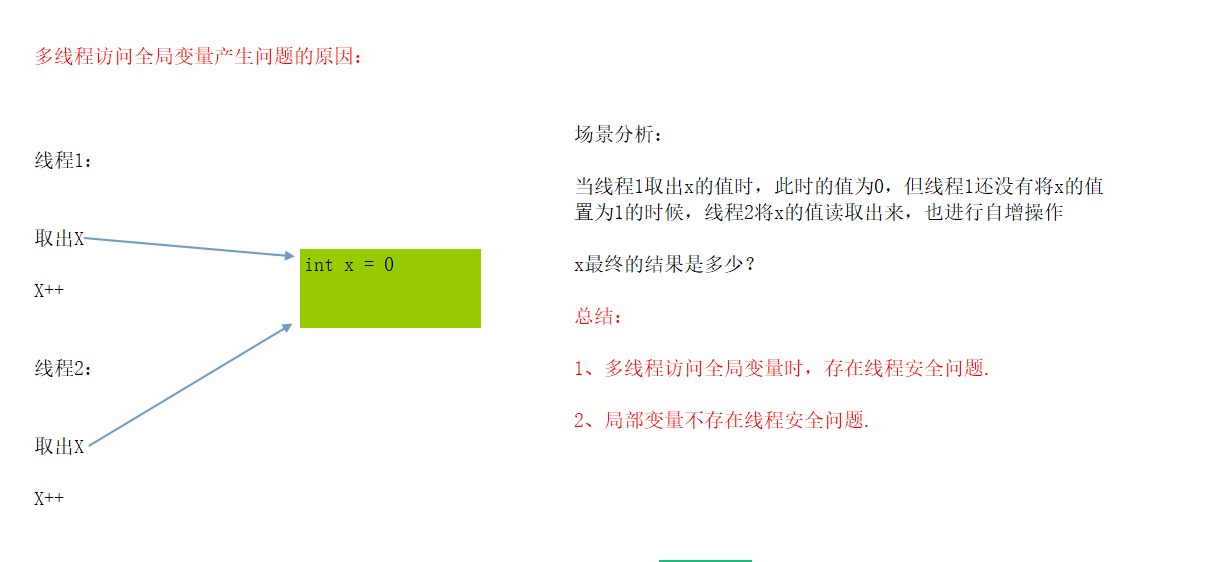 多线程访问全局变量产生问题的原因：
线程1：
取出X
X++
int x = 0
线程2：
取出X
X++
场景分析：
当线程1取出x的值时，此时的值为0，但线程1还没有将x的值
置为1的时候，线程2将x的值读取出来，也进行自增操作
x最终的结果是多少？
总结：
1、多线程访问全局变量时，存在线程安全问题.
2、局部变量不存在线程安全问题.